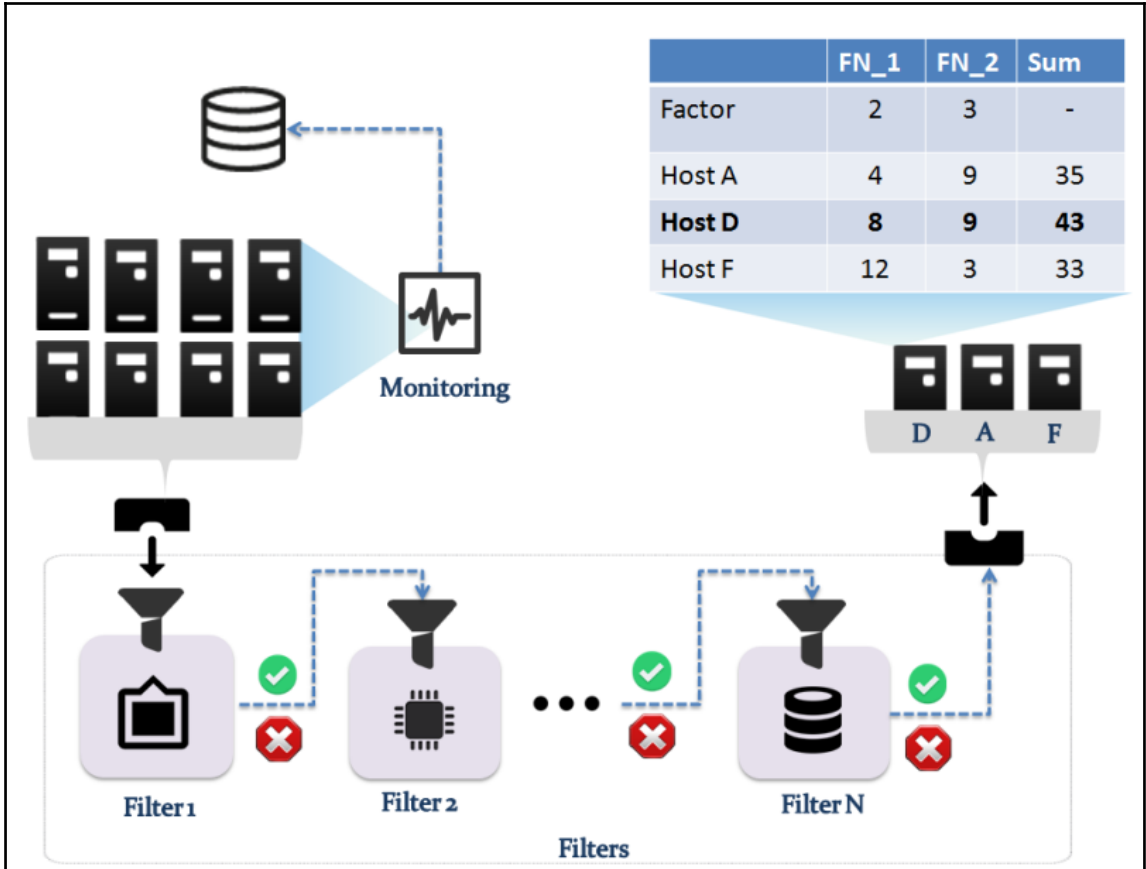 FN_1 FN_2 Sum
Factor 2 3 -
Host A 4 9 35
Host D 8 9 43
Host F 12 3 33
Monitoring
D A F
Filter 1
Filter 2
Filter N
Filters